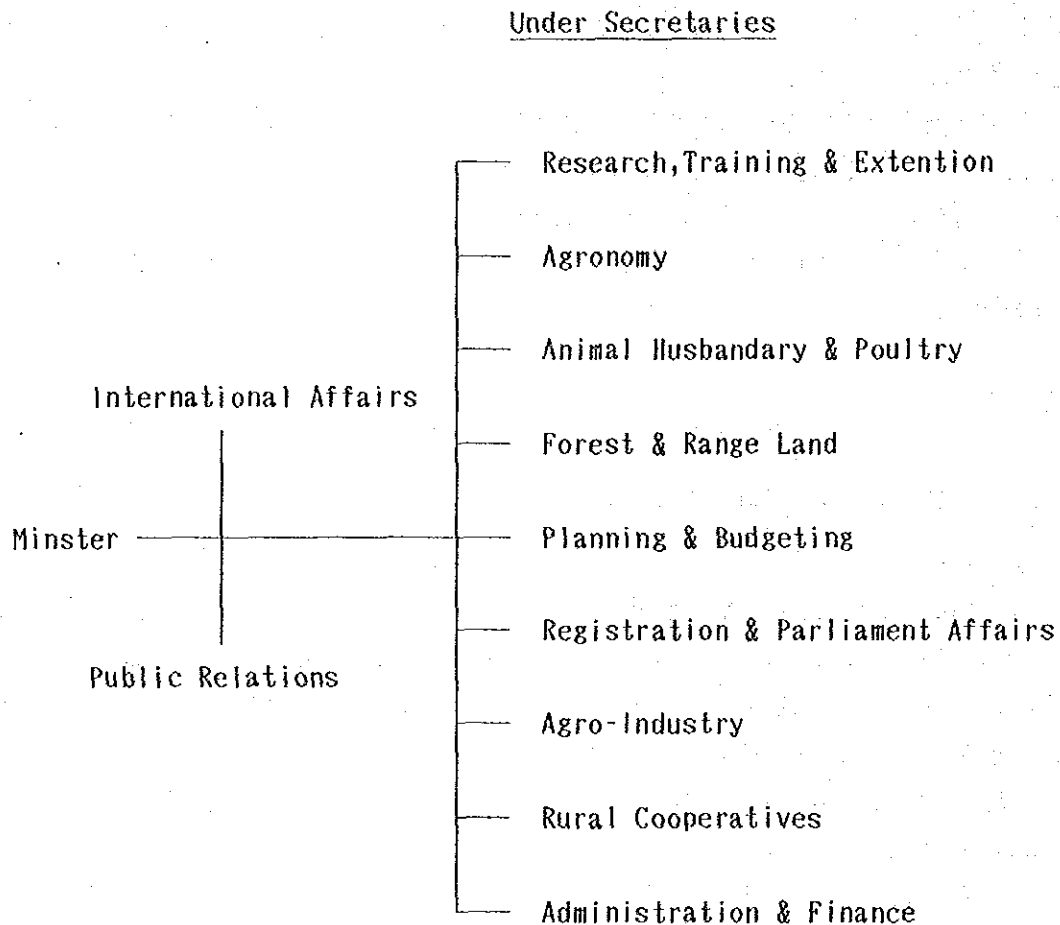 Under Secretaries
Research,Training & Extention
Agronomy
Animal Husbandary & Poultry
International Affairs
Forest & Range Land
Minster
Planning & Budgeting
Registration & Parliament Affairs
Public Relations
Agro-Industry
Rural Cooperatives
Administration & Finance